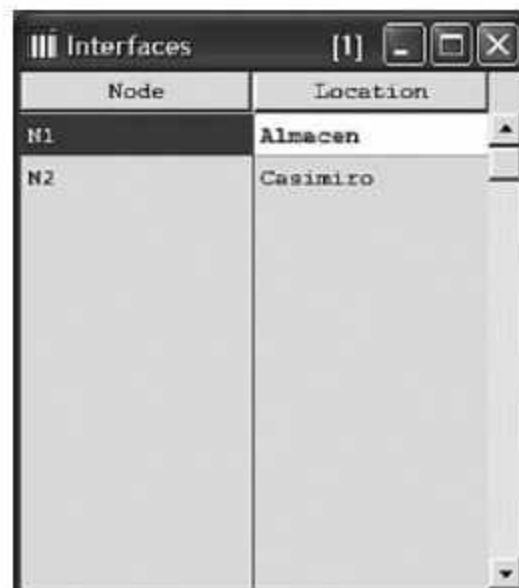 Interfaces [1]
Node Location
N1 Almacen
N2 Casimiro